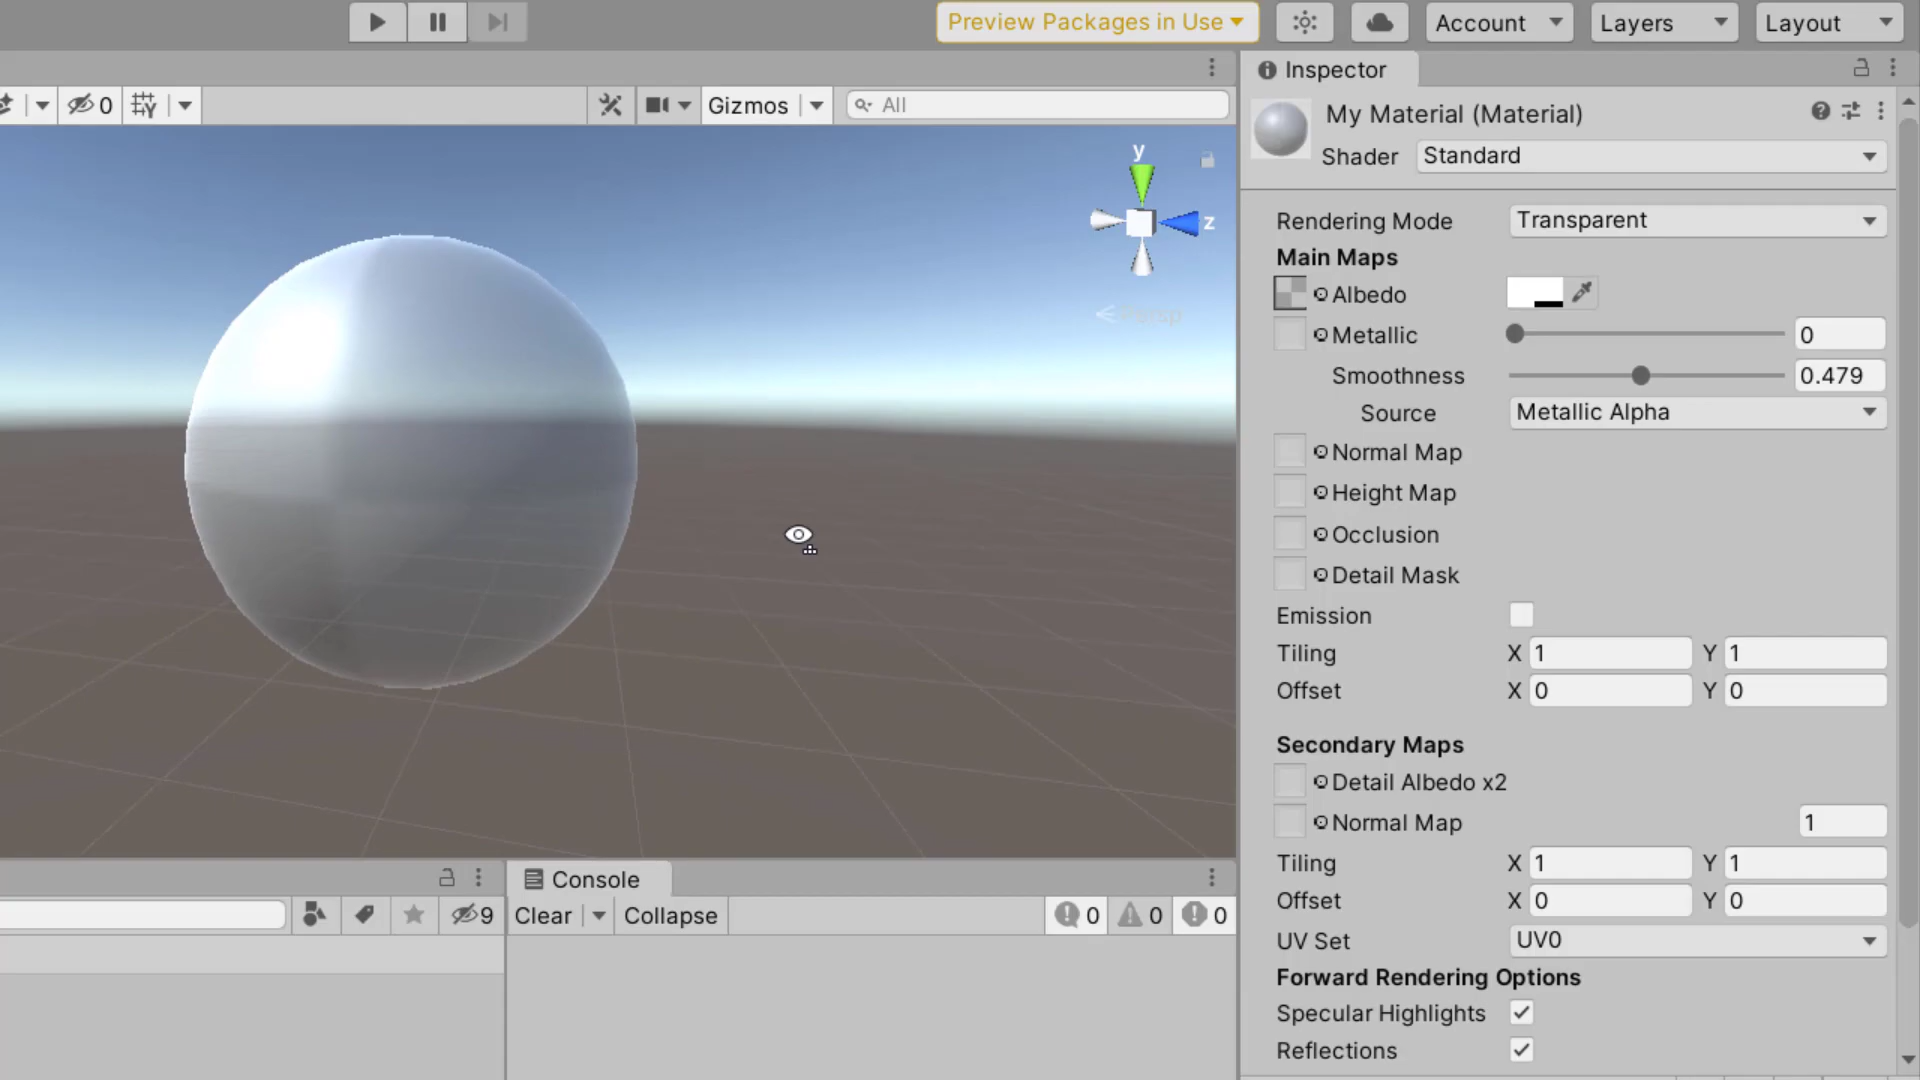 Preview Packages in Use
Account
Layers
Layout
Inspector
0
Gizmos
All
My Material (Material)
Shader
Standard
y
z
Persp
Rendering Mode
Transparent
Main Maps
Albedo
Metallic
0
Smoothness
0.479
Source
Metallic Alpha
Normal Map
Height Map
Occlusion
Detail Mask
Emission
Tiling
X 1
Y 1
Offset
X 0
Y 0
Secondary Maps
Detail Albedo x2
Normal Map
1
Tiling
X 1
Y 1
Offset
X 0
Y 0
UV Set
UV0
Forward Rendering Options
Specular Highlights
Reflections
Console
9
Clear
Collapse
0
0
0